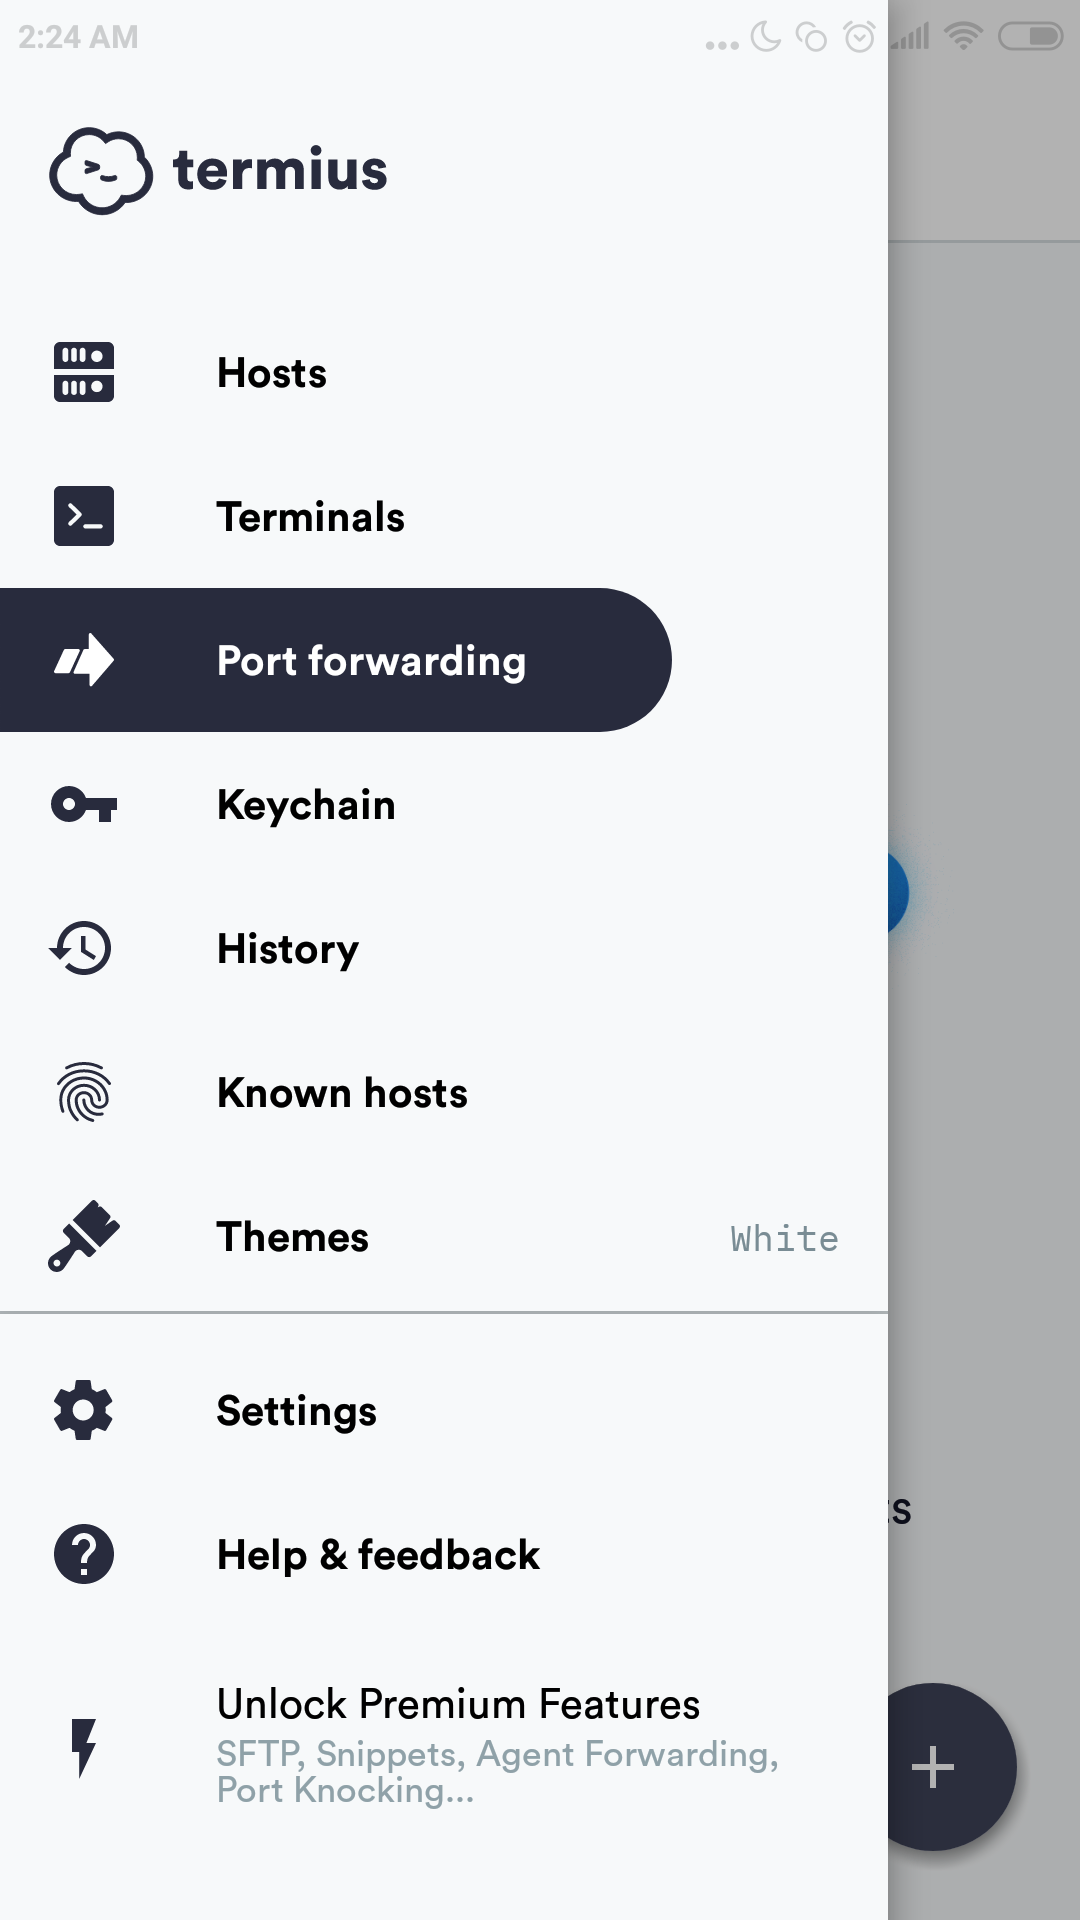 2:24 AM
termius
Hosts
Terminals
Port forwarding
Keychain
History
Known hosts
Themes
White
Settings
Help & feedback
Unlock Premium Features
SFTP, Snippets, Agent Forwarding,
Port Knocking...